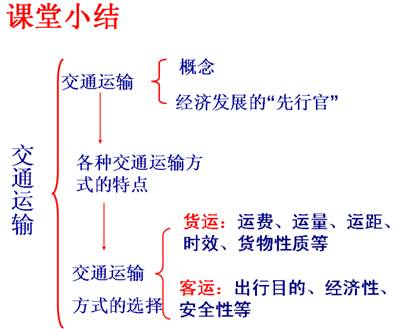 课堂小结
交通运输
交通运输
概念
经济发展的“先行官”
各种交通运输方
式的特点
交通运输
方式的选择
货运：运费、运量、运距、
时效、货物性质等
客运：出行目的、经济性、
安全性等